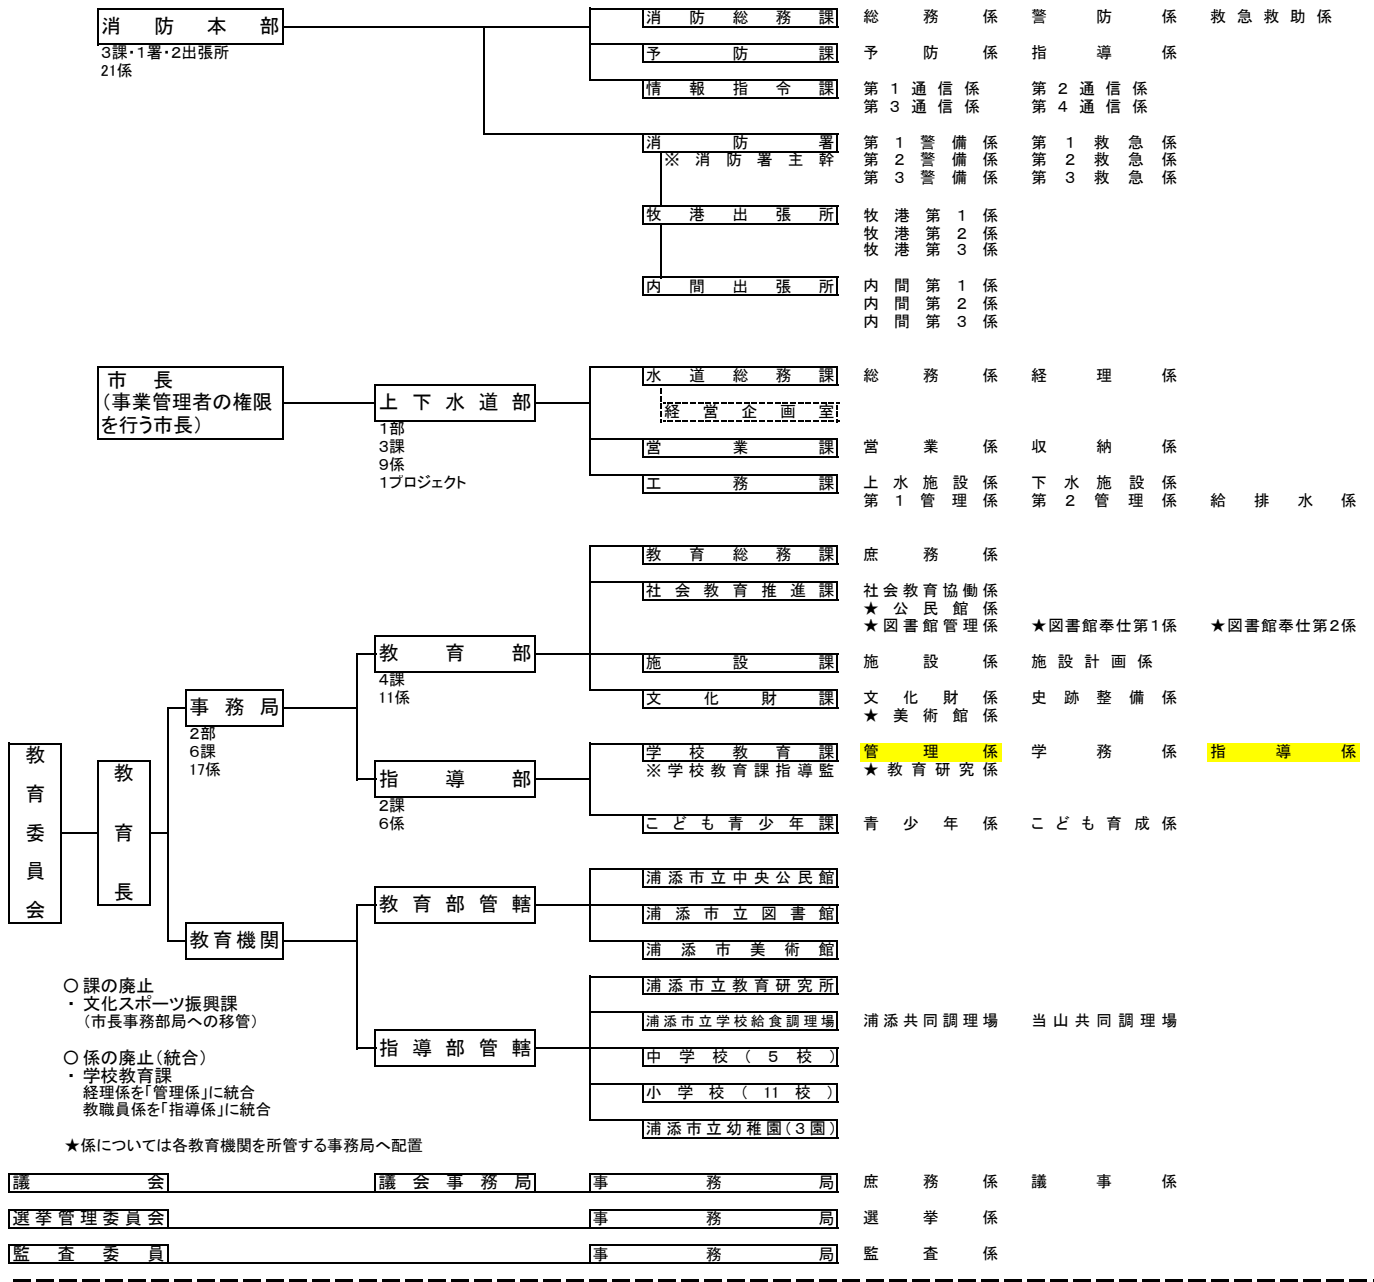 消防本部 消防総務課 総務係 警防係 救急救助係
3課・1署・2出張所 予防課 予防係 指導係
21係
情報指令課 第1通信係 第2通信係
第3通信係 第4通信係
消防署 第1警備係 第1救急係
※消防署主幹 第2警備係 第2救急係
第3警備係 第3救急係
牧港出張所 牧港第1係
牧港第2係
牧港第3係
内間出張所 内間第1係
内間第2係
内間第3係
市長
(事業管理者の権限
を行う市長)
上下水道部
1部
3課
9係
1プロジェクト
水道総務課 総務係 経理係
経営企画室
営業課 営業係 収納係
工務課 上水施設係 下水施設係
第1管理係 第2管理係 給排水係
教育委員会
教育長
事務局
2部
6課
17係
教育部
4課
11係
教育総務課 庶務係
社会教育推進課 社会教育協働係
★公民館係
★図書館管理係 ★図書館奉仕第1係 ★図書館奉仕第2係
施設課 施設係 施設計画係
文化財課 文化財係 史跡整備係
★美術館係
指導部
2課
6係
学校教育課 管理係 学務係 指導係
※学校教育課指導監 ★教育研究係
こども青少年課 青少年係 こども育成係
教育機関
教育部管轄
浦添市立中央公民館
浦添市立図書館
浦添市美術館
指導部管轄
浦添市立教育研究所
浦添市立学校給食調理場 浦添共同調理場 当山共同調理場
中学校(5校)
小学校(11校)
浦添市立幼稚園(3園)
○課の廃止
・文化スポーツ振興課
(市長事務部局への移管)
○係の廃止(統合)
・学校教育課
経理係を「管理係」に統合
教職員係を「指導係」に統合
★係については各教育機関を所管する事務局へ配置
議会 議会事務局 事務局 庶務係 議事係
選挙管理委員会 事務局 選挙係
監査委員 事務局 監査係